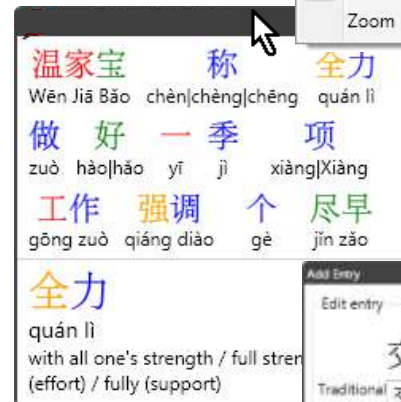 Zoom
温家宝 称 全力
Wēn Jiā Bǎo chèn|chèng|chēng quán lì
做 好 一 季 项
zuò hào|hǎo yī jì xiàng|Xiàng
工作 强调 个 尽早
gōng zuò qiáng diào gè jǐn zǎo
全力
quán lì
with all one's strength / full stren
(effort) / fully (support)
Add Entry
Edit entry
Traditional